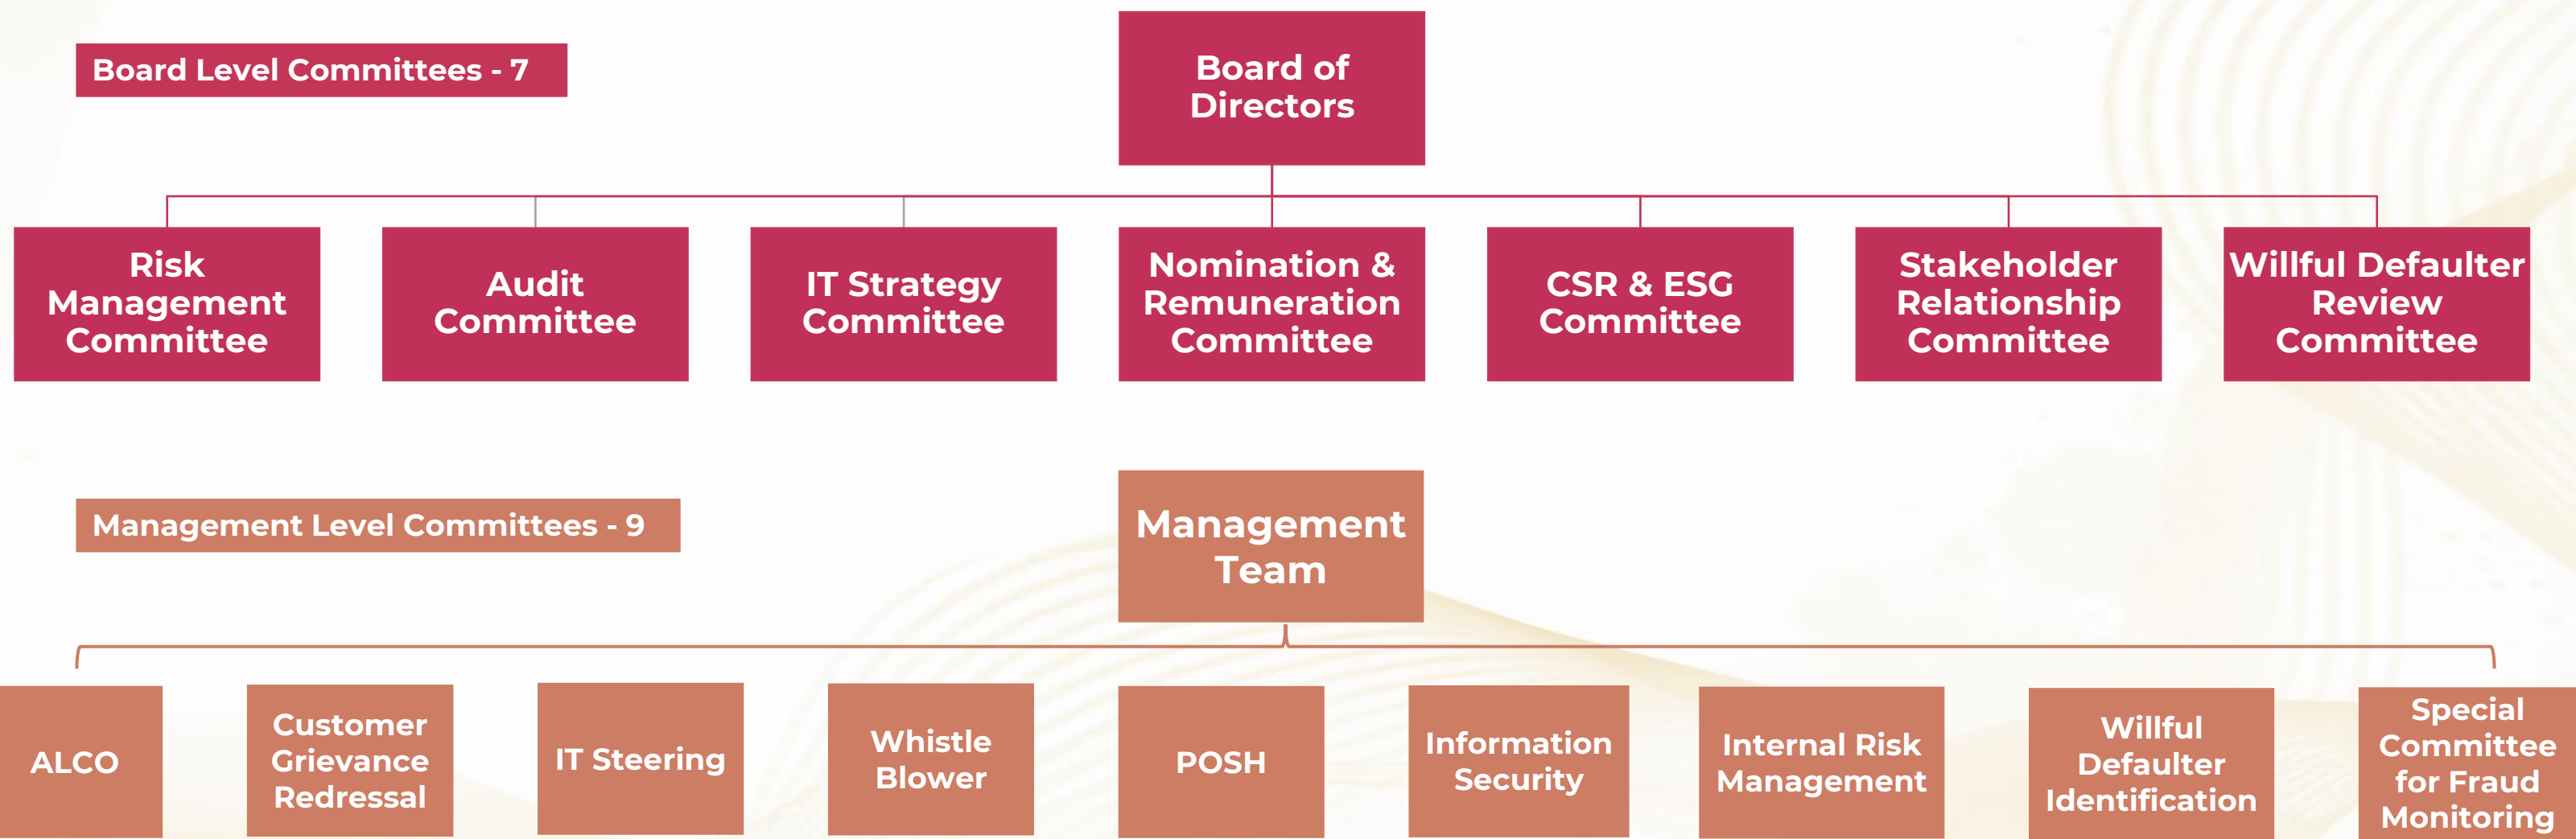 Board Level Committees - 7
Board of
Directors
Risk
Management
Committee
Audit
Committee
IT Strategy
Committee
Nomination &
Remuneration
Committee
CSR & ESG
Committee
Stakeholder
Relationship
Committee
Willful Defaulter
Review
Committee
Management Level Committees - 9
Management
Team
ALCO
Customer
Grievance
Redressal
IT Steering
Whistle
Blower
POSH
Information
Security
Internal Risk
Management
Willful
Defaulter
Identification
Special
Committee
for Fraud
Monitoring